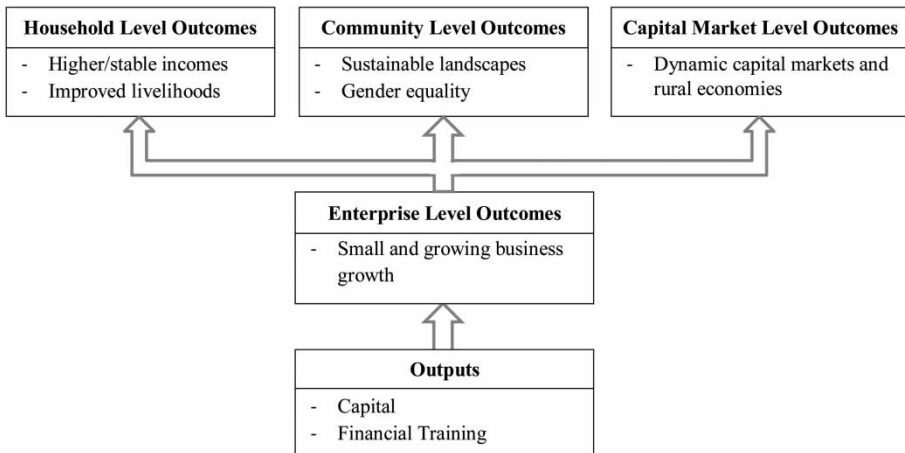 Household Level Outcomes
- Higher/stable incomes
- Improved livelihoods
Community Level Outcomes
- Sustainable landscapes
- Gender equality
Capital Market Level Outcomes
- Dynamic capital markets and
rural economies
Enterprise Level Outcomes
- Small and growing business
growth
Outputs
- Capital
- Financial Training